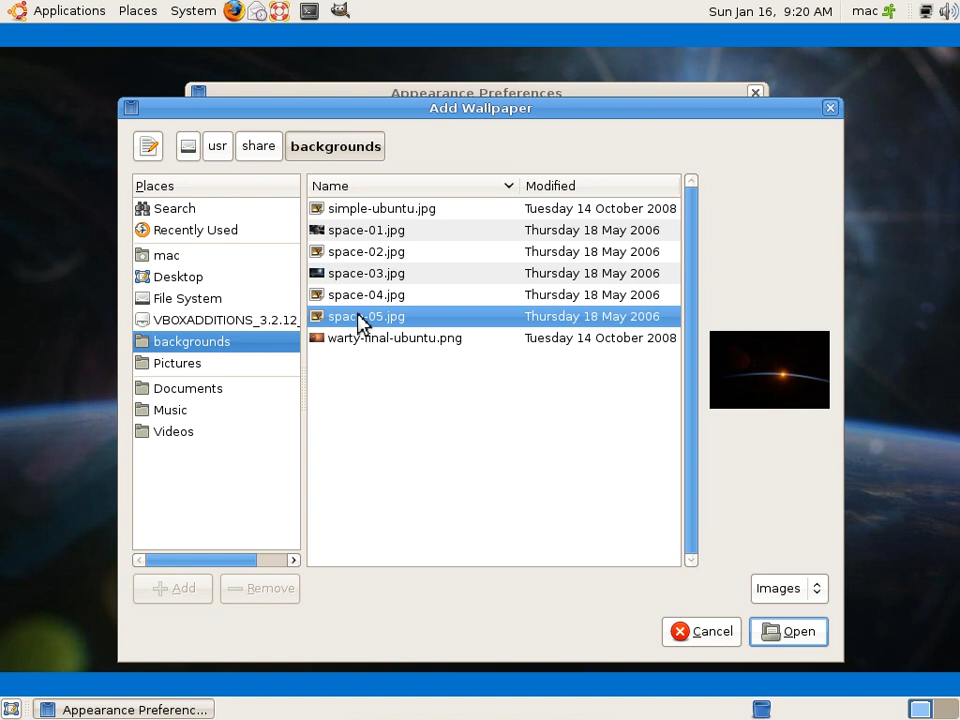 Applications Places System Sun Jan 16, 9:20 AM mac
Appearance Preferences
Add Wallpaper
usr share backgrounds
Places
Search
Recently Used
mac
Desktop
File System
VBOXADDITIONS_3.2.12_
backgrounds
Pictures
Documents
Music
Videos
Name Modified
simple-ubuntu.jpg Tuesday 14 October 2008
space-01.jpg Thursday 18 May 2006
space-02.jpg Thursday 18 May 2006
space-03.jpg Thursday 18 May 2006
space-04.jpg Thursday 18 May 2006
space-05.jpg Thursday 18 May 2006
warty-final-ubuntu.png Tuesday 14 October 2008
Add Remove
Images
Cancel Open
Appearance Preferenc...